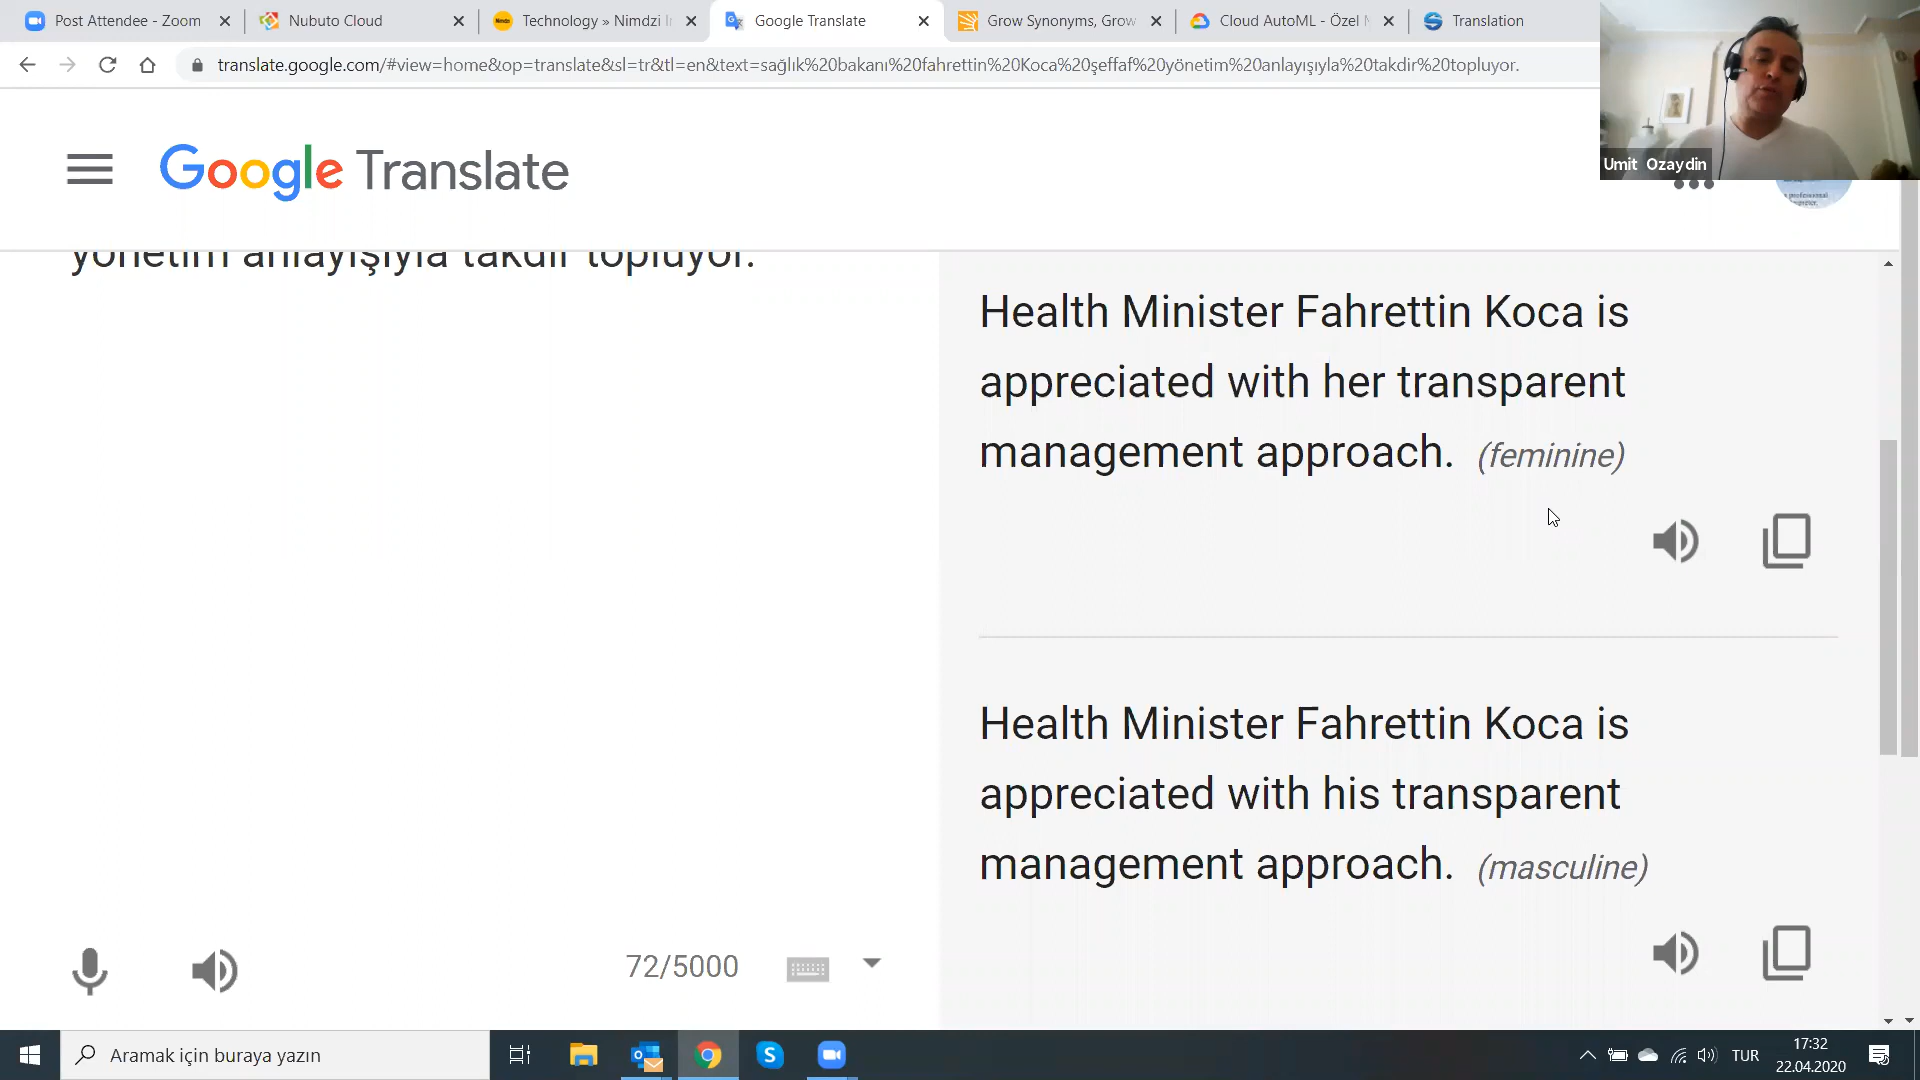 Post Attendee - Zoom
Nubuto Cloud
Technology » Nimdzi I
Google Translate
Grow Synonyms, Grow
Cloud AutoML - Özel
Translation
translate.google.com/#view=home&op=translate&sl=tr&tl=en&text=sağlık%20bakanı%20fahrettin%20Koca%20şeffaf%20yönetim%20anlayışıyla%20takdir%20topluyor.
Umit Ozaydin
Google Translate
yönetim anlayışıyla takdir topluyor.
Health Minister Fahrettin Koca is
appreciated with her transparent
management approach. (feminine)
Health Minister Fahrettin Koca is
appreciated with his transparent
management approach. (masculine)
72/5000
Aramak için buraya yazın
TUR
17:32
22.04.2020